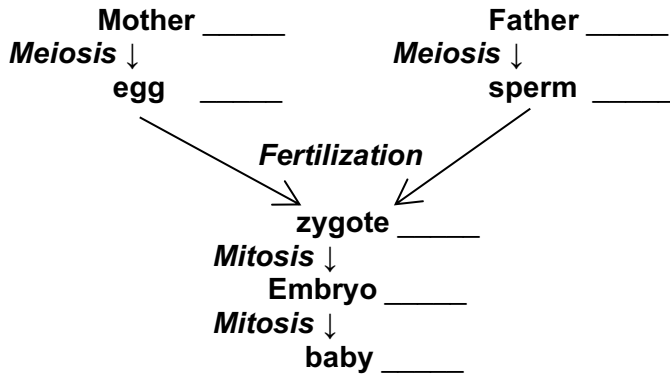 Mother _____ Father _____
Meiosis ↓ Meiosis ↓
egg _____ sperm _____
Fertilization
zygote _____
Mitosis ↓
Embryo _____
Mitosis ↓
baby _____